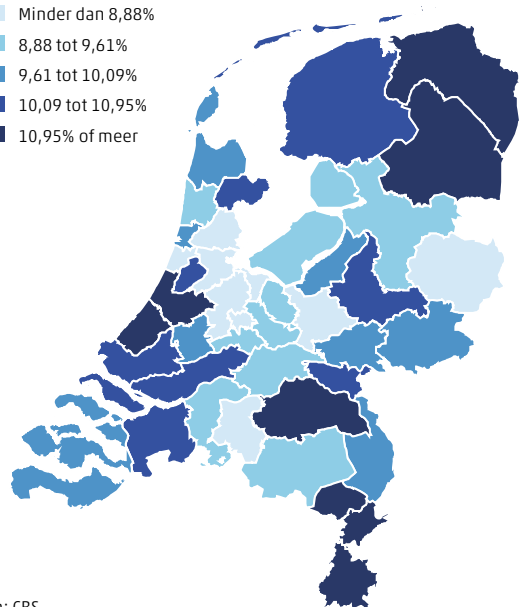 Minder dan 8,88%
8,88 tot 9,61%
9,61 tot 10,09%
10,09 tot 10,95%
10,95% of meer
: CBS